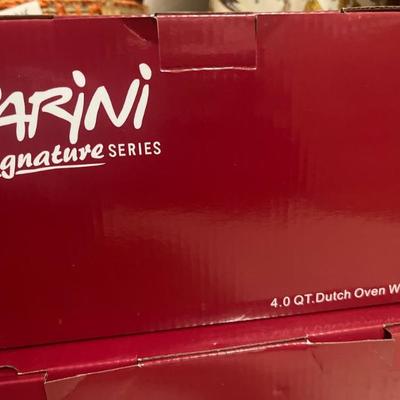 ARINI
gnature SERIES
4.0 QT.Dutch Oven W